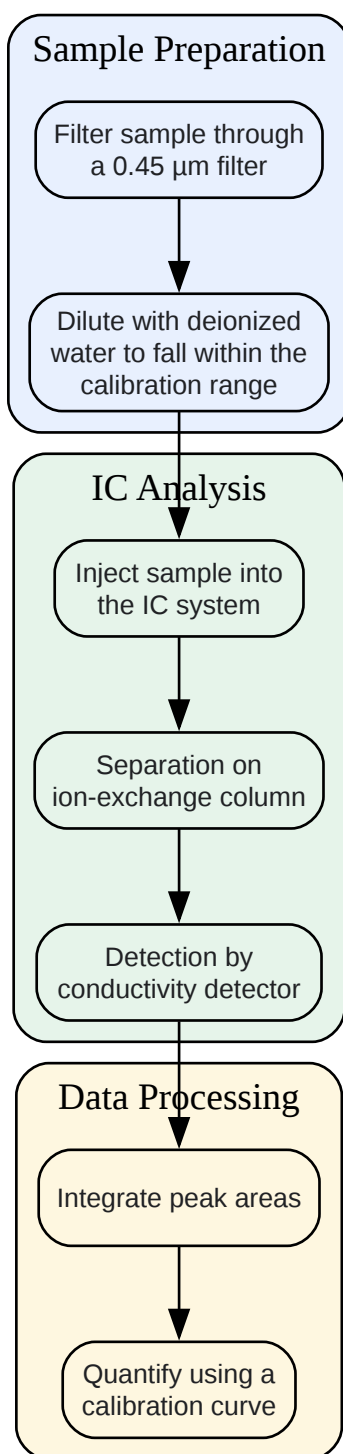 Sample Preparation
Filter sample through
a 0.45 µm filter
Dilute with deionized
water to fall within the
calibration range
IC Analysis
Inject sample into
the IC system
Separation on
ion-exchange column
Detection by
conductivity detector
Data Processing
Integrate peak areas
Quantify using a
calibration curve